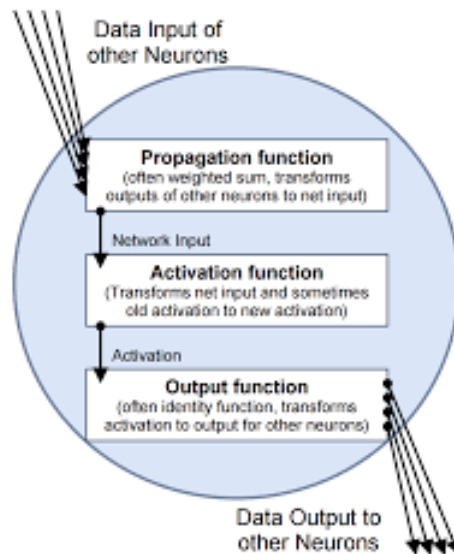 Data Input of
other Neurons
Propagation function
(often weighted sum, transforms
outputs of other neurons to net input)
Network Input
Activation function
(Transforms net input and sometimes
old activation to new activation)
Activation
Output function
(often identity function, transforms
activation to output for other neurons)
Data Output to
other Neurons